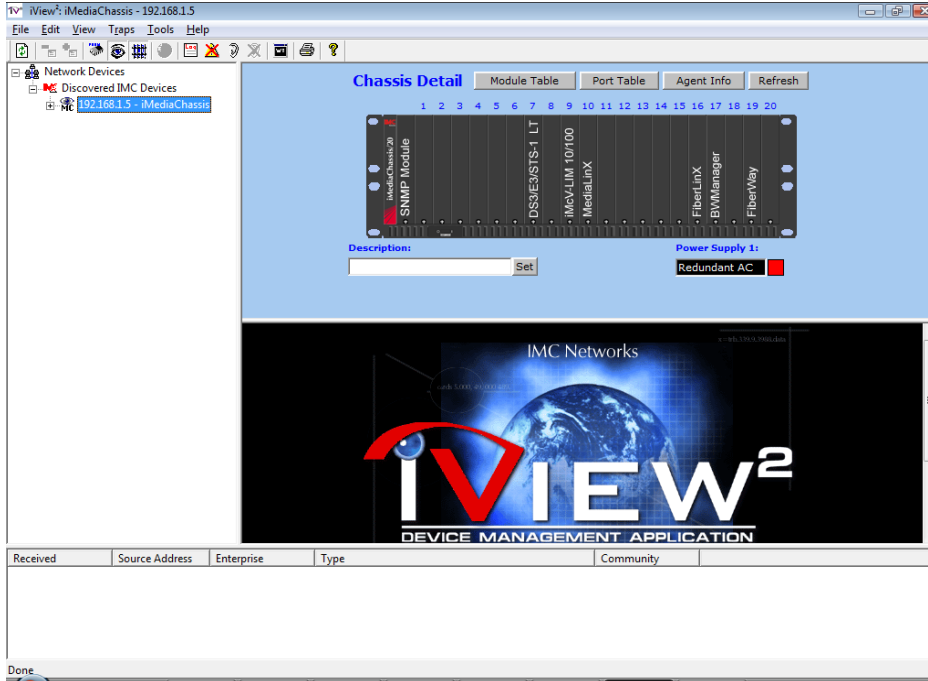 iView²: iMediaChassis - 192.168.1.5
File Edit View Traps Tools Help
Network Devices
Discovered IMC Devices
192.168.1.5 - iMediaChassis
Chassis Detail Module Table Port Table Agent Info Refresh
1 2 3 4 5 6 7 8 9 10 11 12 13 14 15 16 17 18 19 20
iMediaChassis/20
SNMP Module
DS3/E3/STS-1 LT
iMcV-LIM 10/100
MediaLinX
FiberLinX
BWManager
FiberWay
Description: Power Supply 1:
Set Redundant AC
IMC Networks
iVIEW²
DEVICE MANAGEMENT APPLICATION
Received Source Address Enterprise Type Community
Done